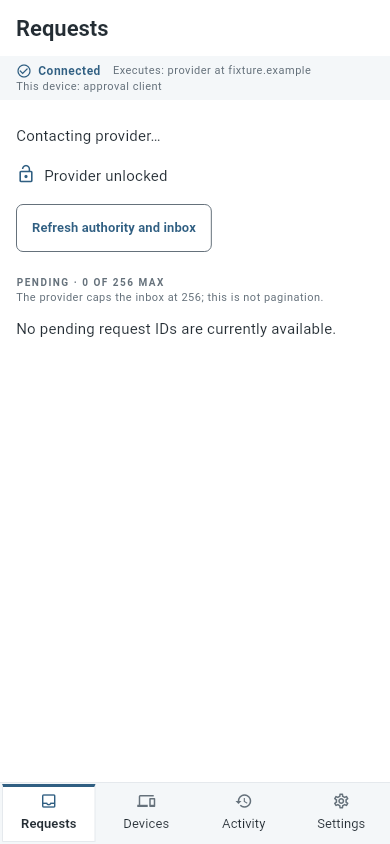 Requests
Connected Executes: provider at fixture.example
This device: approval client
Contacting provider…
Provider unlocked
Refresh authority and inbox
PENDING · 0 OF 256 MAX
The provider caps the inbox at 256; this is not pagination.
No pending request IDs are currently available.
Requests Devices Activity Settings